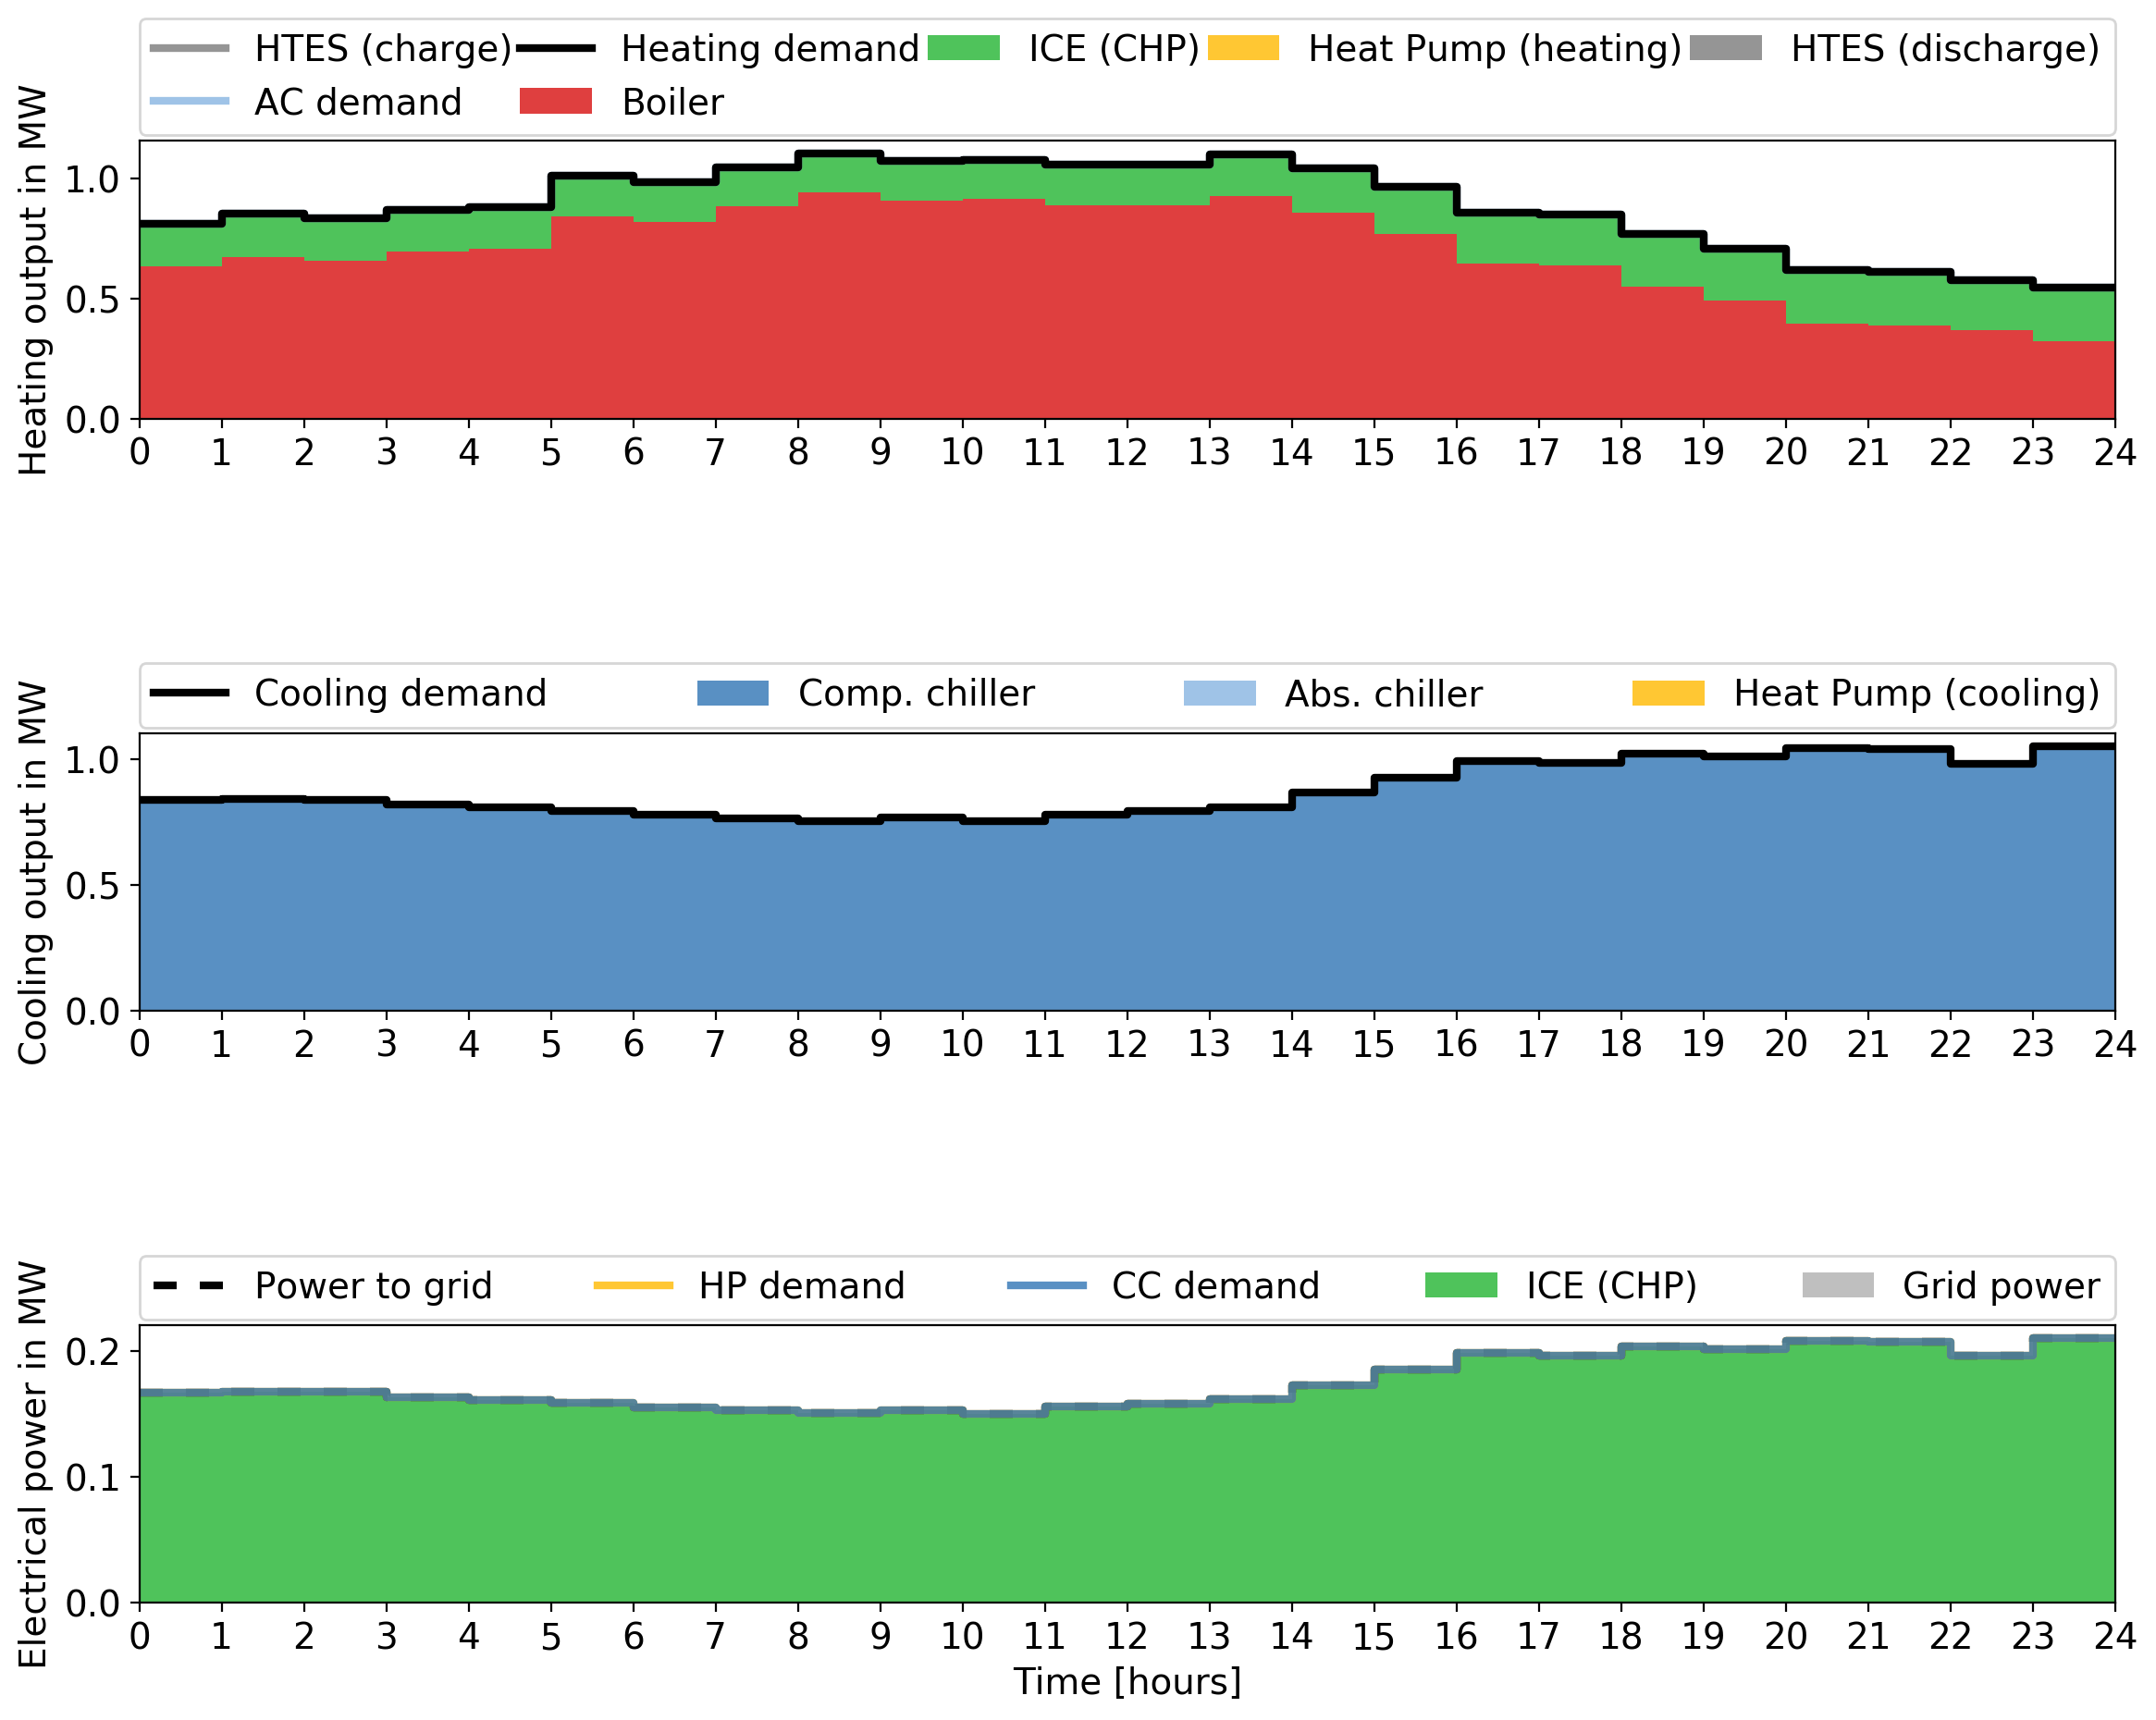 HTES (charge) Heating demand ICE (CHP) Heat Pump (heating) HTES (discharge)
AC demand Boiler
Heating output in MW
1.0
0.5
0.0
0 1 2 3 4 5 6 7 8 9 10 11 12 13 14 15 16 17 18 19 20 21 22 23 24
Cooling demand Comp. chiller Abs. chiller Heat Pump (cooling)
Cooling output in MW
1.0
0.5
0.0
0 1 2 3 4 5 6 7 8 9 10 11 12 13 14 15 16 17 18 19 20 21 22 23 24
Power to grid HP demand CC demand ICE (CHP) Grid power
Electrical power in MW
0.2
0.1
0.0
0 1 2 3 4 5 6 7 8 9 10 11 12 13 14 15 16 17 18 19 20 21 22 23 24
Time [hours]